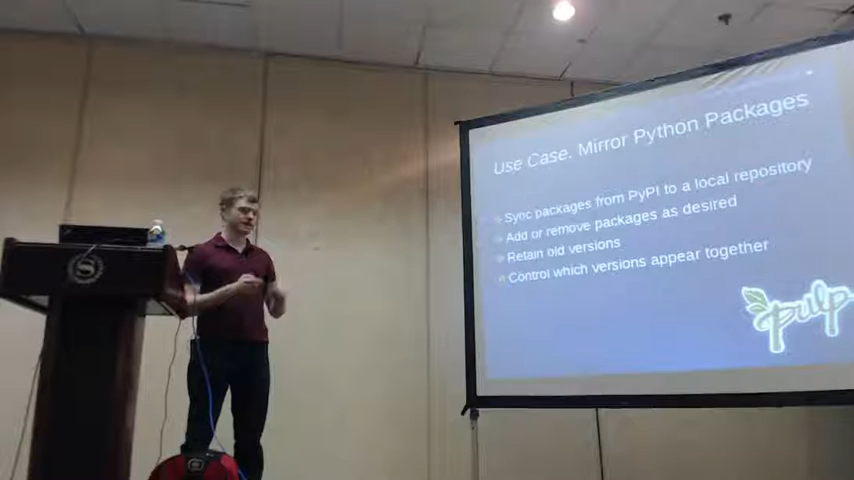 Use Case: Mirror Python Packages
Sync packages from PyPI to a local repository
Add or remove packages as desired
Retain old versions
Control which versions appear together
pulp
S